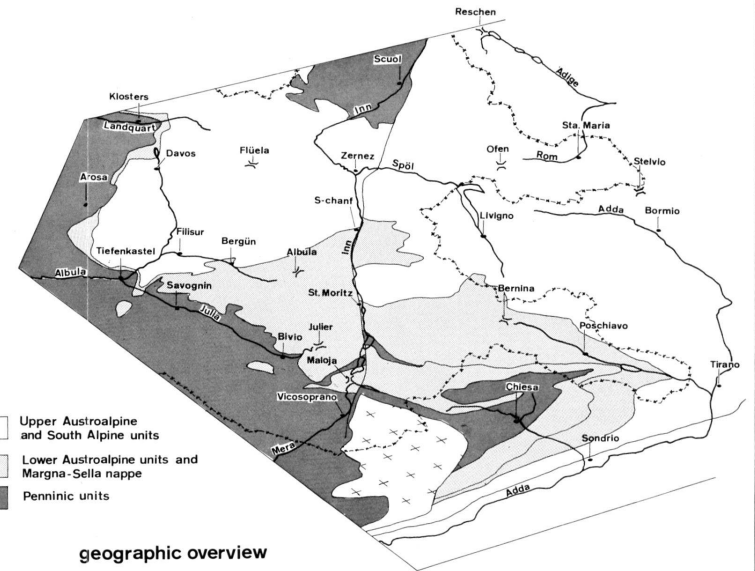 Reschen
Scuol
Adige
Klosters
Inn
Landquart
Sta. Maria
Davos
Flüela
Zernez
Ofen
Rom
Stelvio
Spöl
Arosa
S-chanf
Livigno
Adda
Bormio
Filisur
Bergün
Albula
Inn
Tiefenkastel
Albula
Savognin
St. Moritz
Bernina
Julia
Julier
Bivio
Poschiavo
Maloja
Tirano
Chiesa
Vicosoprano
Upper Austroalpine
and South Alpine units
Sondrio
Mera
Lower Austroalpine units and
Margna-Sella nappe
Adda
Penninic units
geographic overview